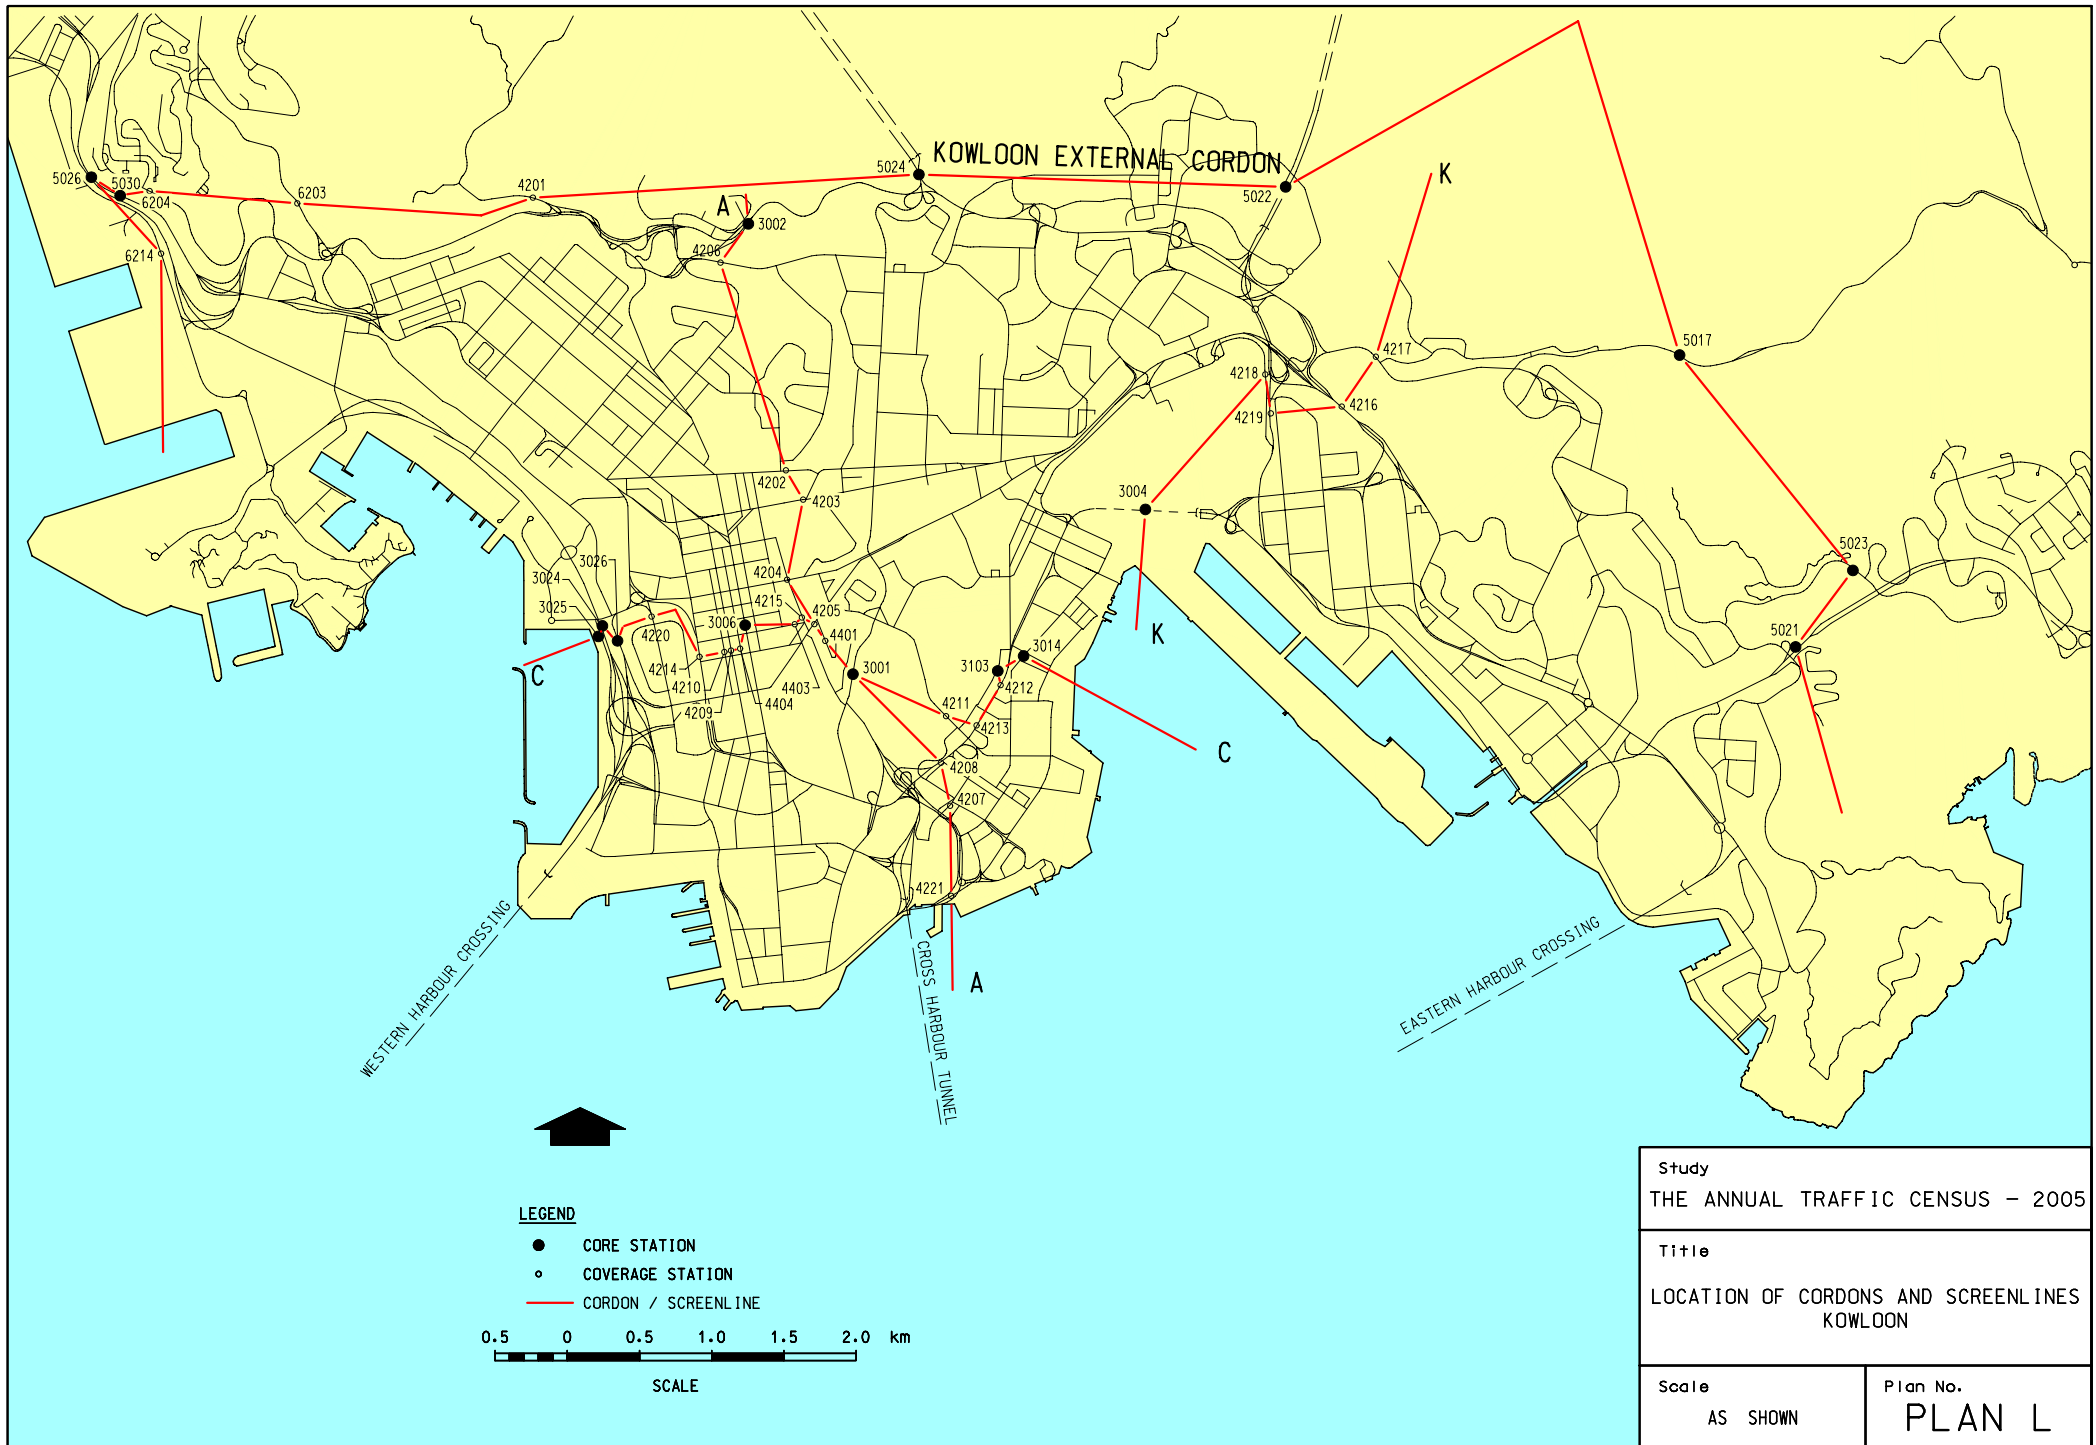 KOWLOON EXTERNAL CORDON
5024
K
5026
5030
6204
6203
4201
5022
A
3002
4206
6214
5017
4217
4218
4216
4219
4202
4203
3004
5023
3026
3024
3025
4204
4215
4205
3006
4401
4220
4214
4210
4209
4404
4403
3001
3103
3014
4212
4211
4213
K
5021
C
C
4208
4207
4221
A
WESTERN HARBOUR CROSSING
CROSS HARBOUR TUNNEL
EASTERN HARBOUR CROSSING
LEGEND
CORE STATION
COVERAGE STATION
CORDON / SCREENLINE
0.5 0 0.5 1.0 1.5 2.0 km
SCALE
Study
THE ANNUAL TRAFFIC CENSUS - 2005
Title
LOCATION OF CORDONS AND SCREENLINES
KOWLOON
Scale
AS SHOWN
Plan No.
PLAN L